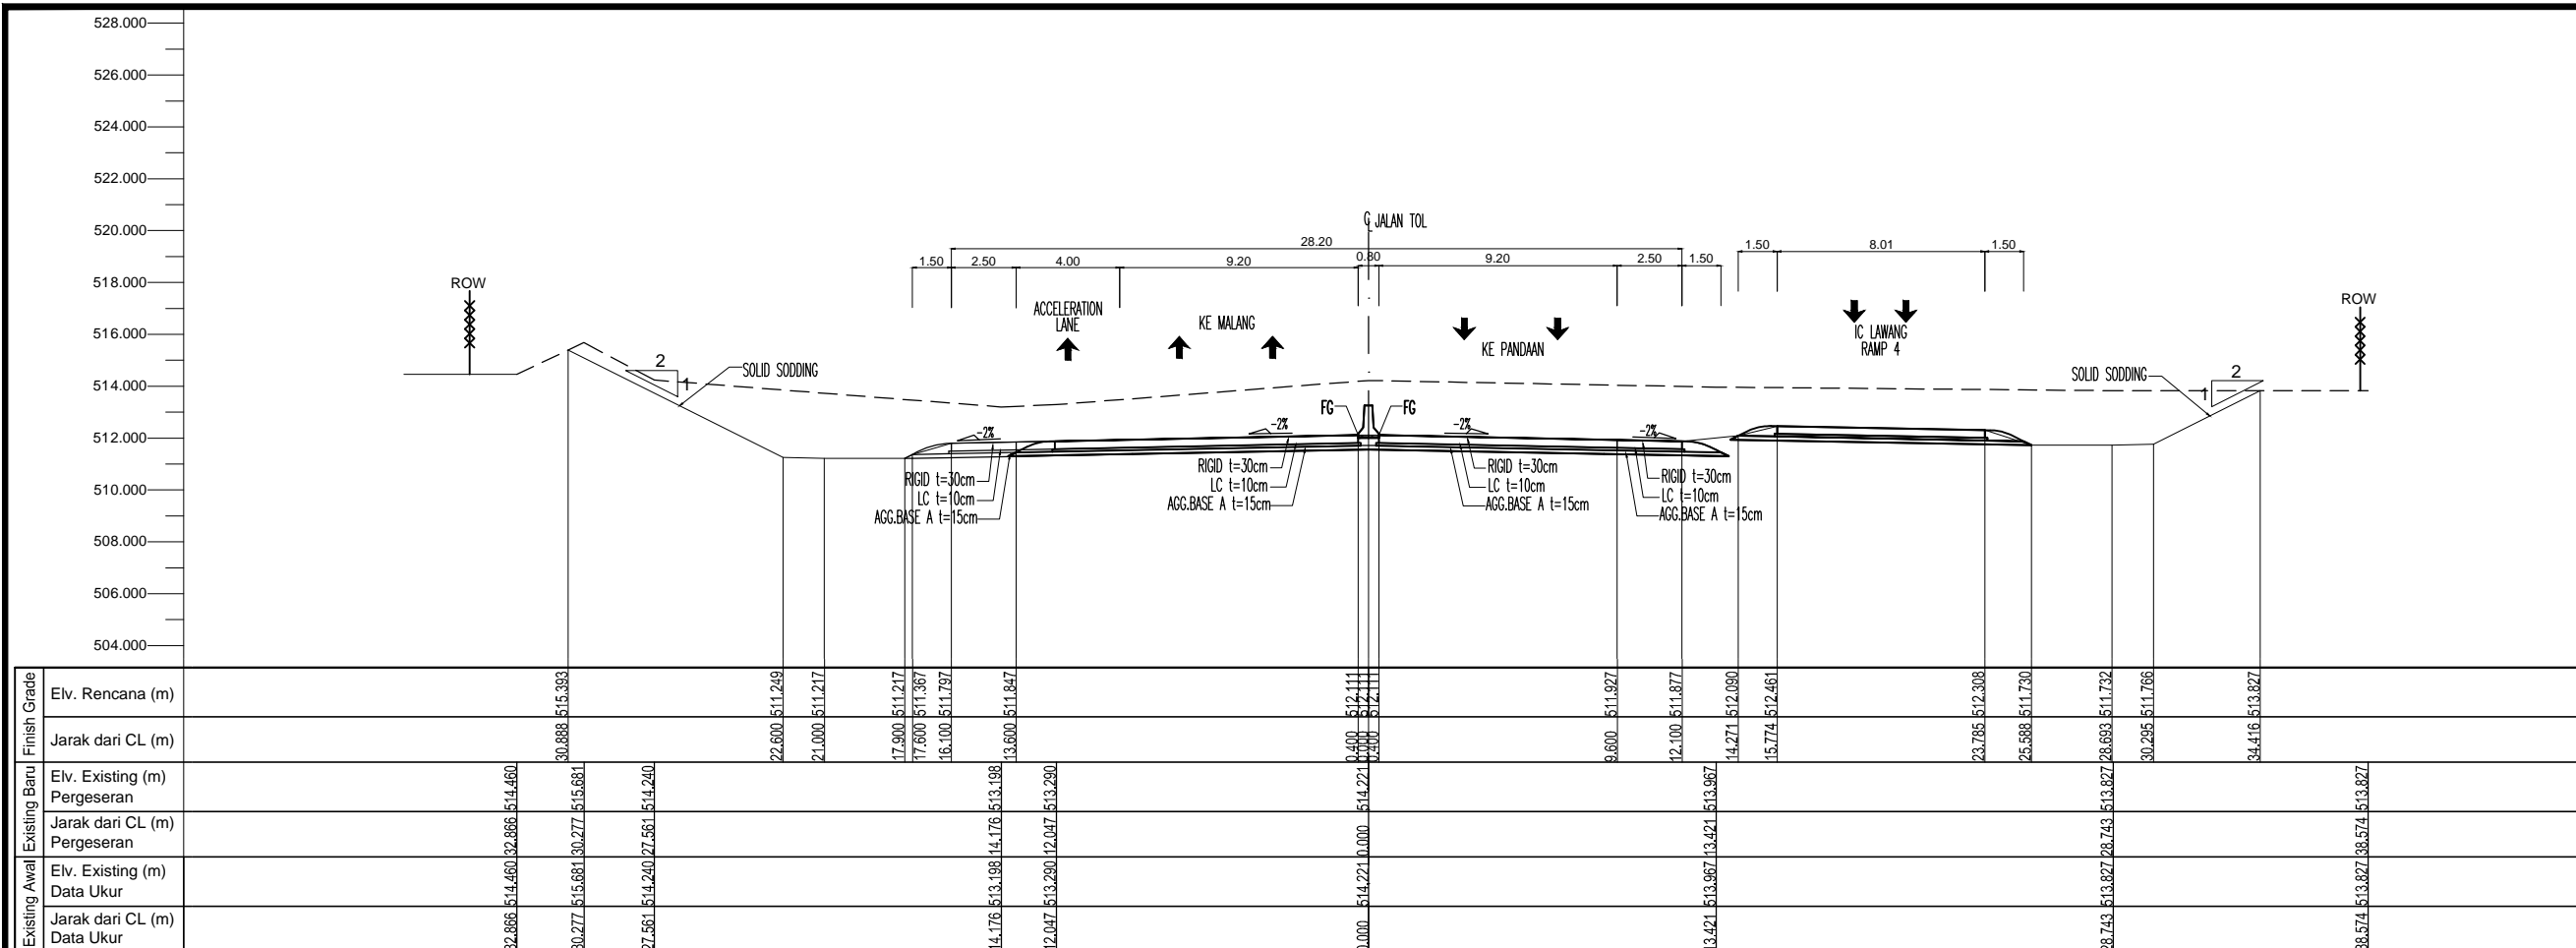 528.000
526.000
524.000
522.000
520.000
518.000
516.000
514.000
512.000
510.000
508.000
506.000
504.000
ROW
2
1
SOLID SODDING
28.20
1.50 2.50 4.00 9.20 0.80 9.20 2.50 1.50
1.50 8.01 1.50
℄ JALAN TOL
ACCELERATION
LANE
KE MALANG
KE PANDAAN
IC LAWANG
RAMP 4
ROW
SOLID SODDING
2
1
FG FG
-2% -2% -2% -2%
RIGID t=30cm
LC t=10cm
AGG.BASE A t=15cm
RIGID t=30cm
LC t=10cm
AGG.BASE A t=15cm
RIGID t=30cm
LC t=10cm
AGG.BASE A t=15cm
RIGID t=30cm
LC t=10cm
AGG.BASE A t=15cm
Finish Grade
Elv. Rencana (m)
515.393 511.249 511.217 511.217 511.367 511.797 511.847 512.111 512.111 512.111 511.927 511.877 512.090 512.461 512.308 511.730 511.732 511.766 513.827
Jarak dari CL (m)
30.888 22.600 21.000 17.900 17.600 16.100 13.600 0.400 0.000 0.400 9.600 12.100 14.271 15.774 23.785 25.588 28.693 30.295 34.416
Existing Baru
Elv. Existing (m)
Pergeseran
514.460 515.681 514.240 513.198 513.290 514.221 513.967 513.827 513.827
Jarak dari CL (m)
Pergeseran
32.866 30.277 27.561 14.176 12.047 0.000 13.421 28.743 38.574
Existing Awal
Elv. Existing (m)
Data Ukur
514.460 515.681 514.240 513.198 513.290 514.221 513.967 513.827 513.827
Jarak dari CL (m)
Data Ukur
32.866 30.277 27.561 14.176 12.047 0.000 13.421 28.743 38.574